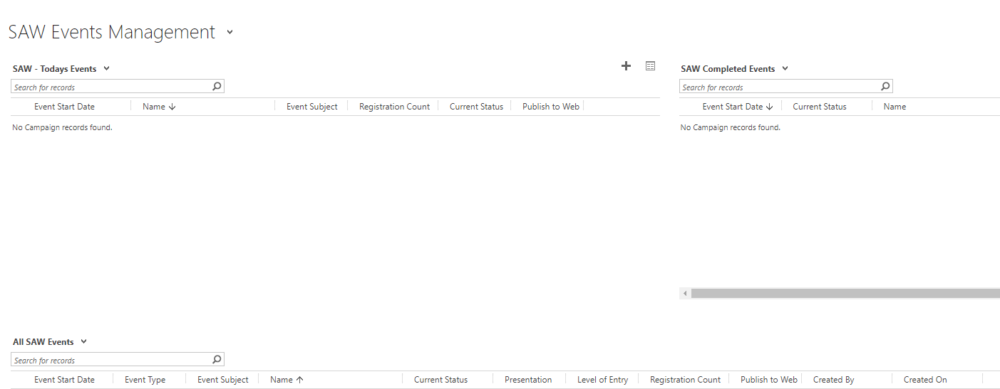 SAW Events Management
SAW - Todays Events
Search for records
Event Start Date Name Event Subject Registration Count Current Status Publish to Web
No Campaign records found.
SAW Completed Events
Search for records
Event Start Date Current Status Name
No Campaign records found.
All SAW Events
Search for records
Event Start Date Event Type Event Subject Name Current Status Presentation Level of Entry Registration Count Publish to Web Created By Created On